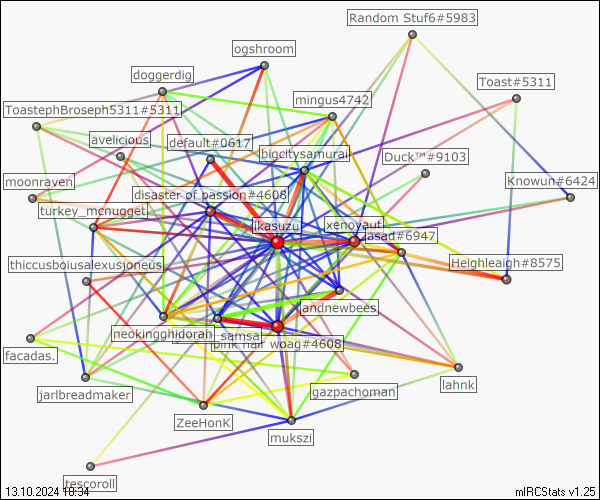 Random Stuf6#5983
ogshroom
doggerdig
Toast#5311
mingus4742
ToastephBroseph5311#5311
avelicious
default#0617
bigcitysamurai
Duck™#9103
moonraven
disaster of passion#4608
Knowun#6424
turkey_mcnugget
ikasuzu
xenoyaut
asad#6947
thiccusboiusalexusjoneus
Heighleaigh#8575
jandnewbees
neokingghidorah
samsal
pink hair woag#4608
facadas.
jarlbreadmaker
gazpachoman
lahnk
ZeeHonK
mukszi
tescoroll
13.10.2024 18:34
mIRCStats v1.25